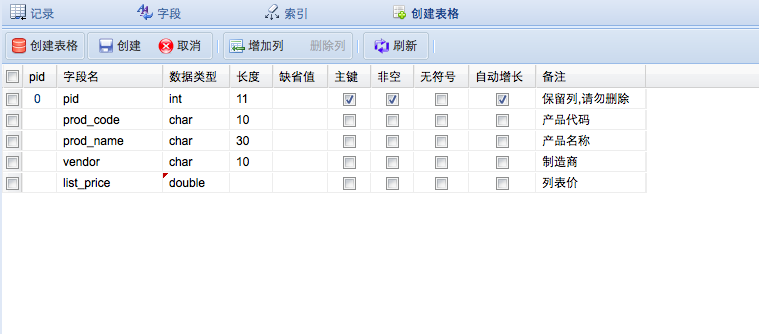 记录 字段 索引 创建表格
创建表格 创建 取消 增加列 删除列 刷新
pid 字段名 数据类型 长度 缺省值 主键 非空 无符号 自动增长 备注
0 pid int 11 保留列,请勿删除
prod_code char 10 产品代码
prod_name char 30 产品名称
vendor char 10 制造商
list_price double 列表价